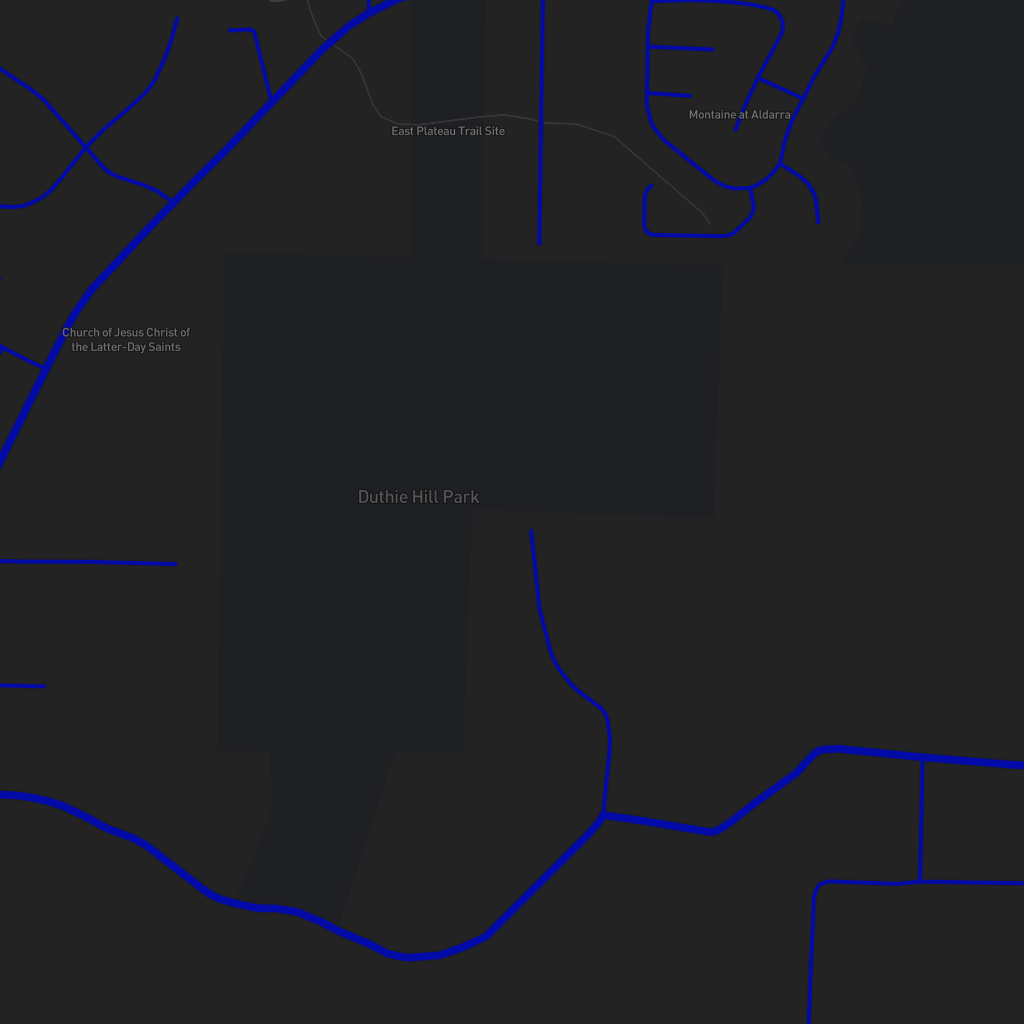 Montaine at Aldarra
East Plateau Trail Site
Church of Jesus Christ of
the Latter-Day Saints
Duthie Hill Park